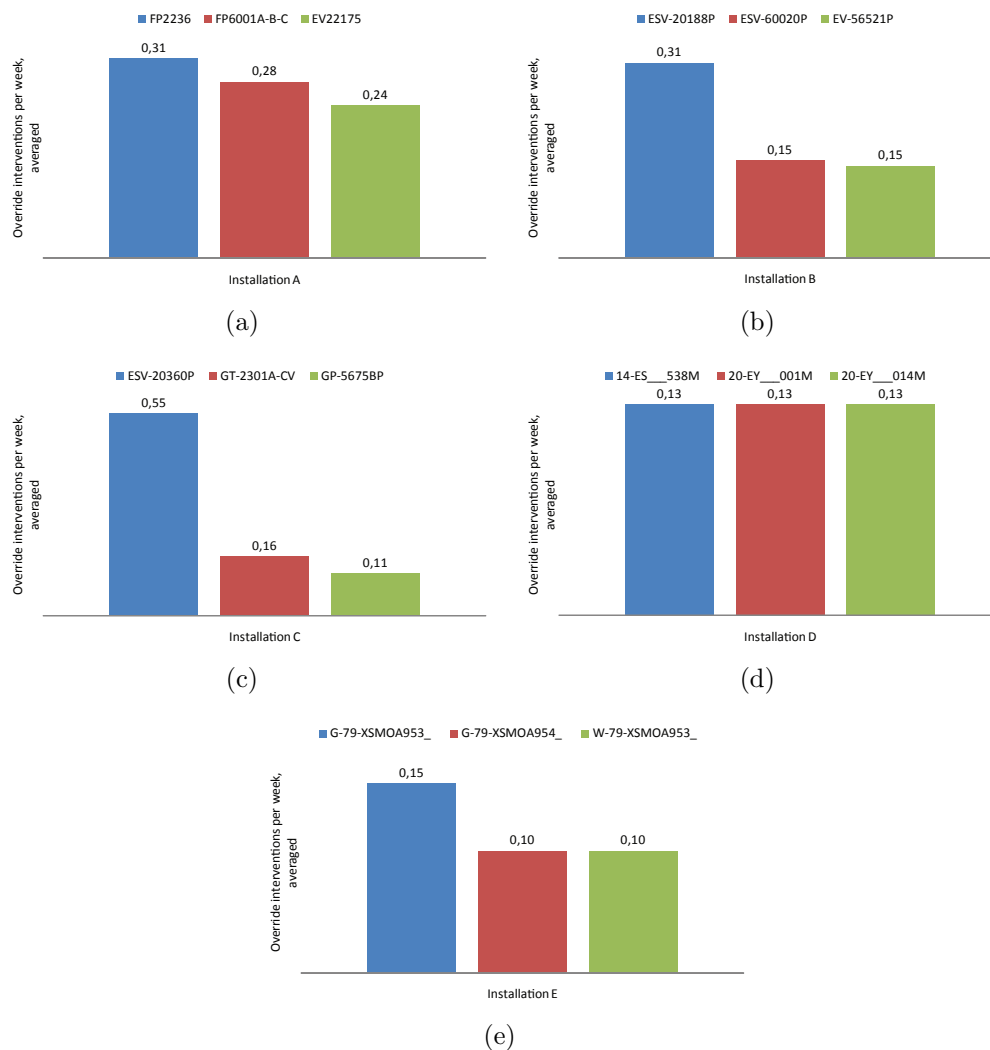 FP2236 FP6001A-B-C EV22175
0,31
0,28
0,24
Override interventions per week,
averaged
Installation A
(a)
ESV-20188P ESV-60020P EV-56521P
0,31
0,15
0,15
Override interventions per week,
averaged
Installation B
(b)
ESV-20360P GT-2301A-CV GP-5675BP
0,55
0,16
0,11
Override interventions per week,
averaged
Installation C
(c)
14-ES___538M 20-EY___001M 20-EY___014M
0,13 0,13 0,13
Override interventions per week,
averaged
Installation D
(d)
G-79-XSMOA953_ G-79-XSMOA954_ W-79-XSMOA953_
0,15
0,10 0,10
Override interventions per week,
averaged
Installation E
(e)